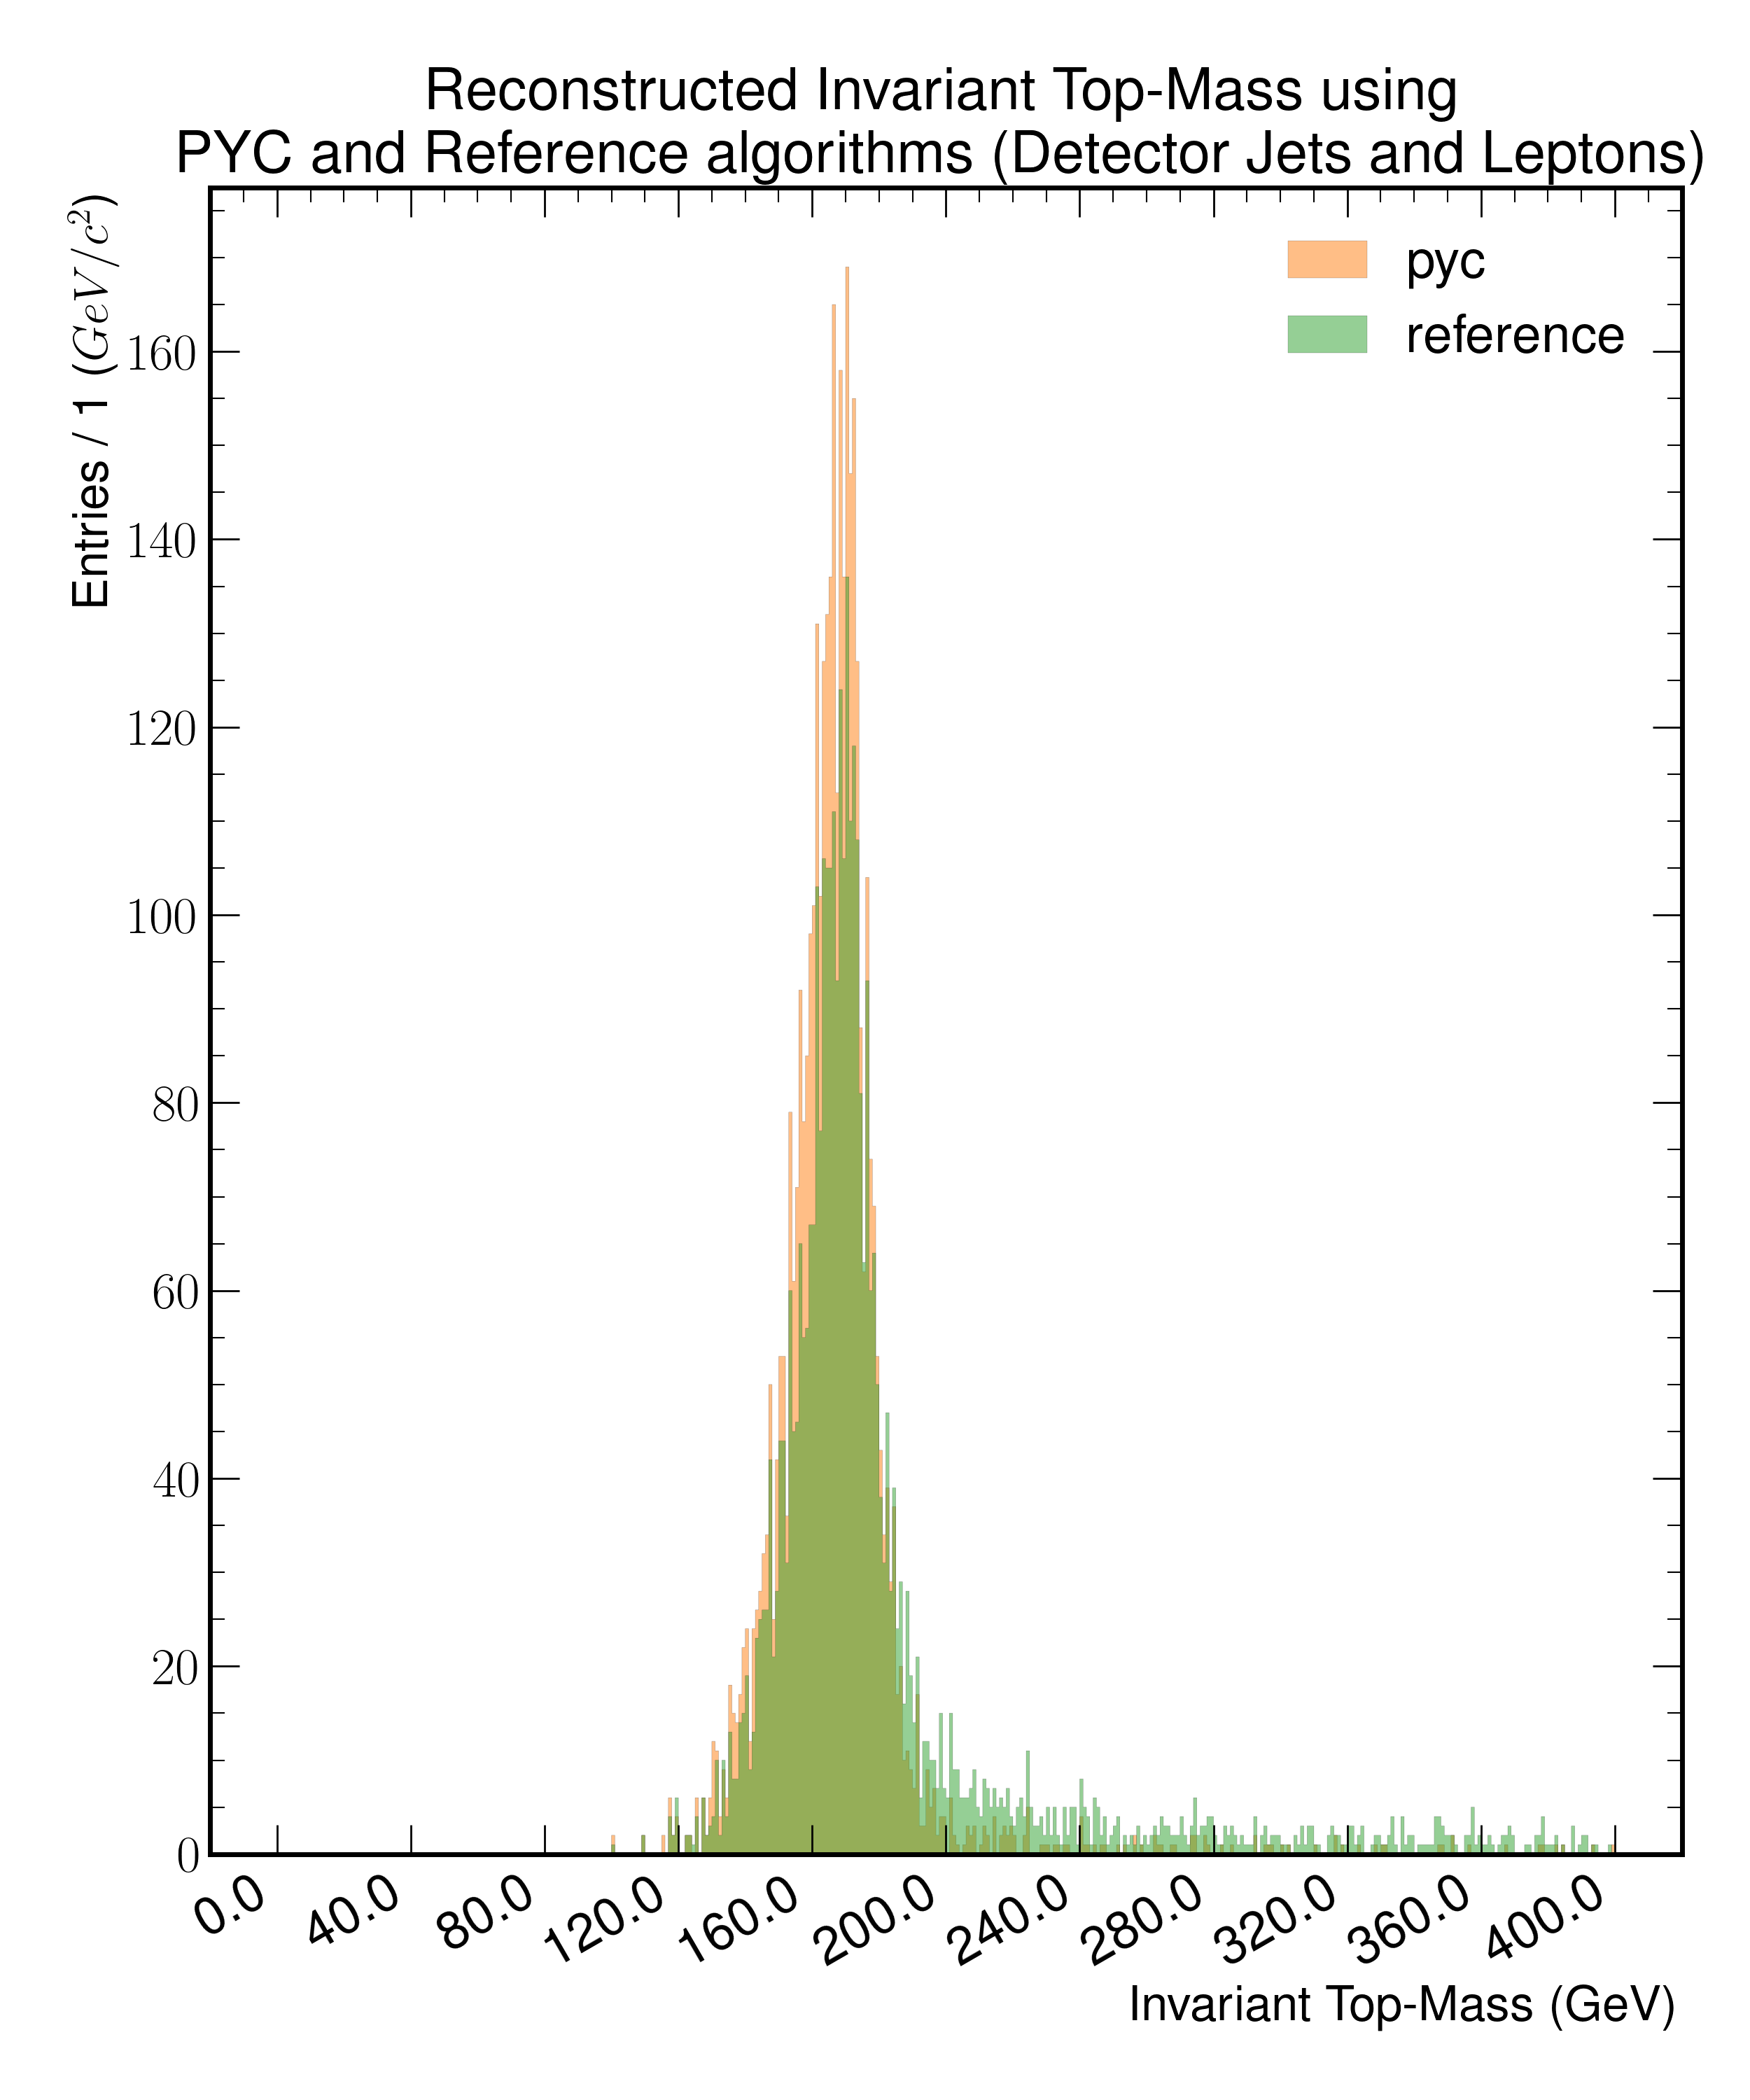 Reconstructed Invariant Top-Mass using
PYC and Reference algorithms (Detector Jets and Leptons)
Entries / 1 (GeV/c²)
pyc
reference
160
140
120
100
80
60
40
20
0
0.0 40.0 80.0 120.0 160.0 200.0 240.0 280.0 320.0 360.0 400.0
Invariant Top-Mass (GeV)